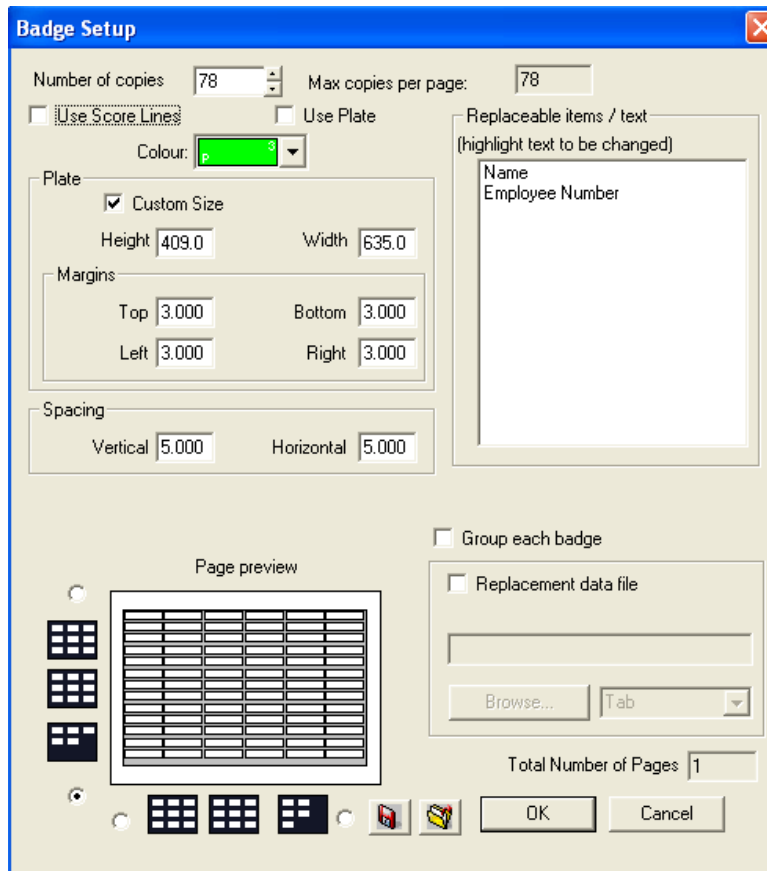 Badge Setup
Number of copies 78 Max copies per page: 78
Use Score Lines Use Plate
Colour: p 3
Replaceable items / text
(highlight text to be changed)
Name
Employee Number
Plate
Custom Size
Height 409.0 Width 635.0
Margins
Top 3.000 Bottom 3.000
Left 3.000 Right 3.000
Spacing
Vertical 5.000 Horizontal 5.000
Group each badge
Page preview
Replacement data file
Browse... Tab
Total Number of Pages 1
OK Cancel